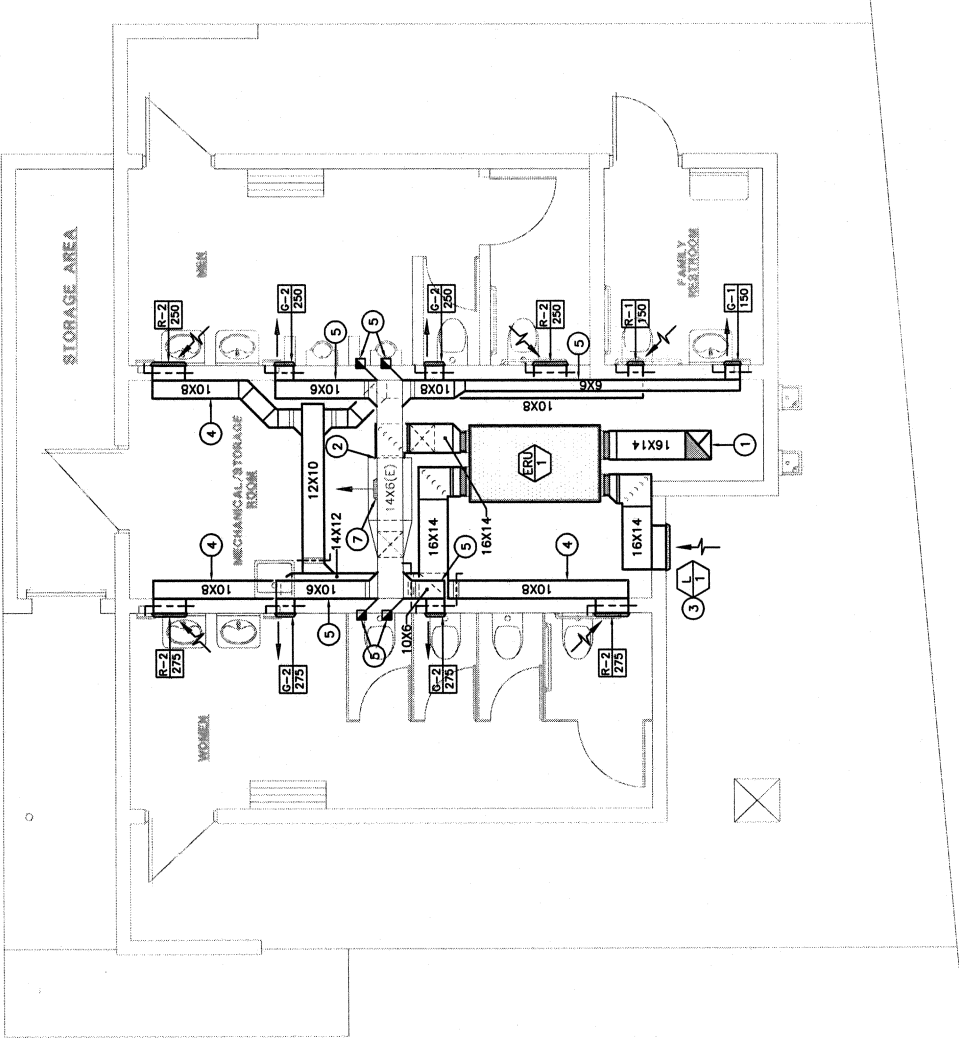 STORAGE AREA
MEN
FAMILY
RESTROOM
R-2
250
G-2
250
5
5
G-2
250
R-2
250
5
R-1
150
G-1
150
10X8
10X6
10X8
6X6
10X8
4
MECHANICAL/STORAGE
ROOM
2
12X10
14X6(E)
ERU
1
16X14
1
14X12
7
16X14
16X14
16X14
4
5
4
L
1
3
10X8
10X6
10X8
5
5
10X6
R-2
275
G-2
275
G-2
275
R-2
275
WOMEN